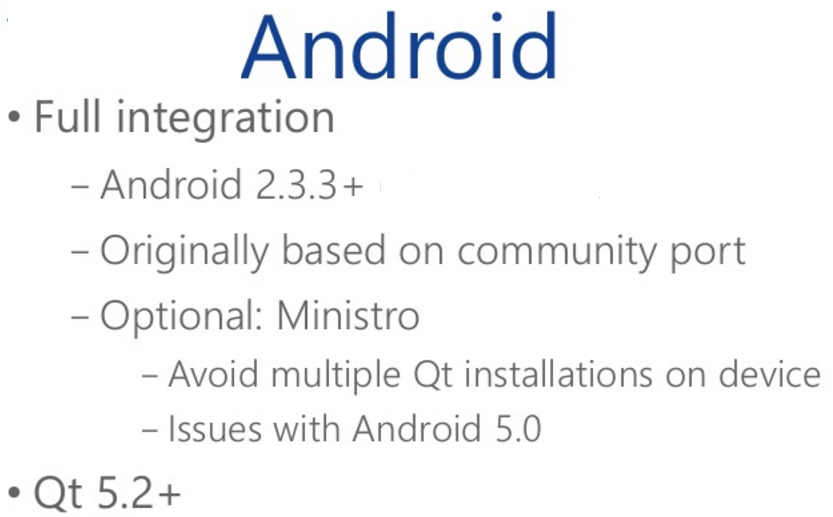 Android
• Full integration
– Android 2.3.3+
– Originally based on community port
– Optional: Ministro
– Avoid multiple Qt installations on device
– Issues with Android 5.0
• Qt 5.2+